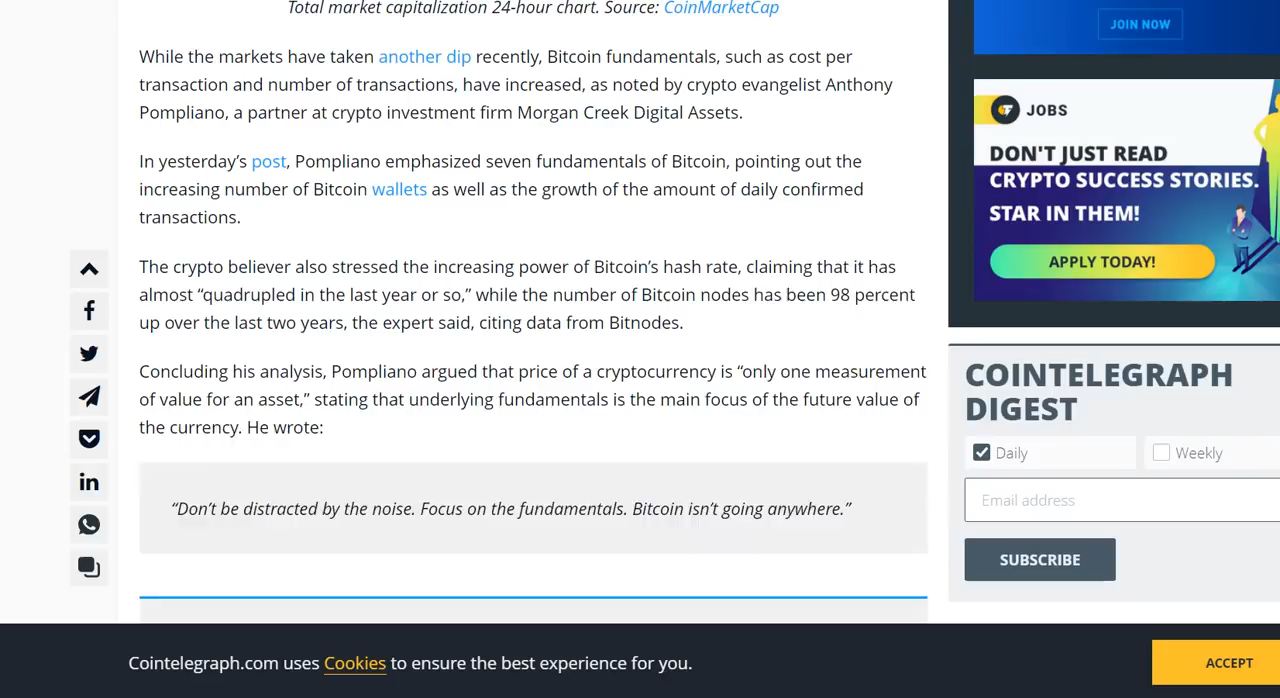 Total market capitalization 24-hour chart. Source: CoinMarketCap
While the markets have taken another dip recently, Bitcoin fundamentals, such as cost per
transaction and number of transactions, have increased, as noted by crypto evangelist Anthony
Pompliano, a partner at crypto investment firm Morgan Creek Digital Assets.
In yesterday’s post, Pompliano emphasized seven fundamentals of Bitcoin, pointing out the
increasing number of Bitcoin wallets as well as the growth of the amount of daily confirmed
transactions.
The crypto believer also stressed the increasing power of Bitcoin’s hash rate, claiming that it has
almost “quadrupled in the last year or so,” while the number of Bitcoin nodes has been 98 percent
up over the last two years, the expert said, citing data from Bitnodes.
Concluding his analysis, Pompliano argued that price of a cryptocurrency is “only one measurement
of value for an asset,” stating that underlying fundamentals is the main focus of the future value of
the currency. He wrote:
“Don’t be distracted by the noise. Focus on the fundamentals. Bitcoin isn’t going anywhere.”
JOIN NOW
JOBS
DON'T JUST READ
CRYPTO SUCCESS STORIES.
STAR IN THEM!
APPLY TODAY!
COINTELEGRAPH
DIGEST
Daily
Weekly
Email address
SUBSCRIBE
Cointelegraph.com uses Cookies to ensure the best experience for you.
ACCEPT